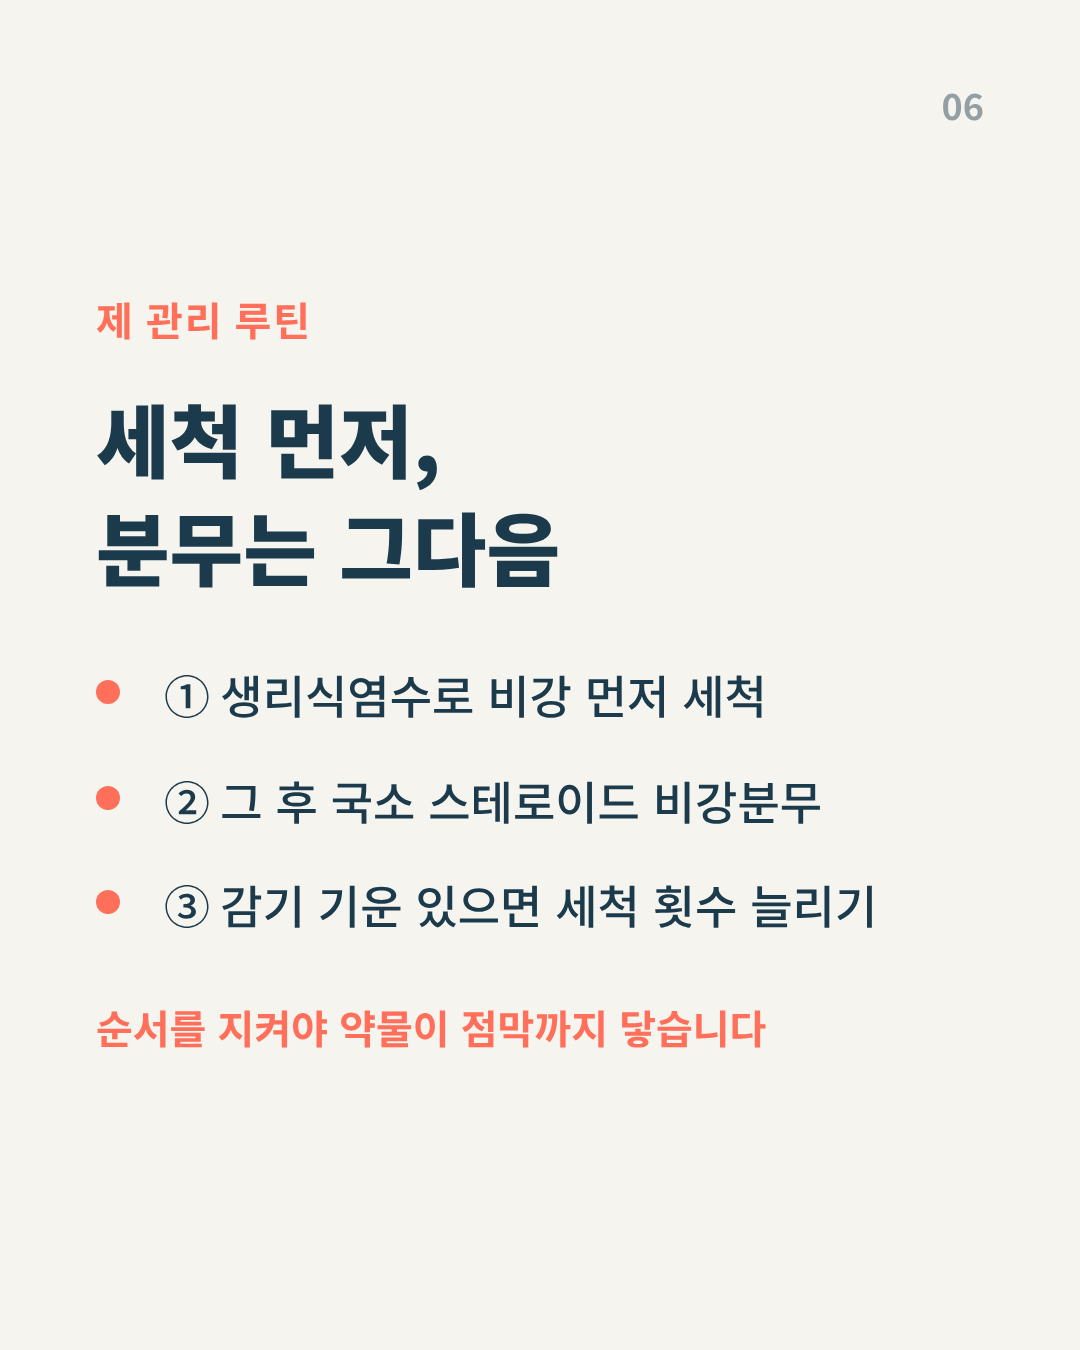 06
제 관리 루틴
세척 먼저,
분무는 그다음
① 생리식염수로 비강 먼저 세척
② 그 후 국소 스테로이드 비강분무
③ 감기 기운 있으면 세척 횟수 늘리기
순서를 지켜야 약물이 점막까지 닿습니다